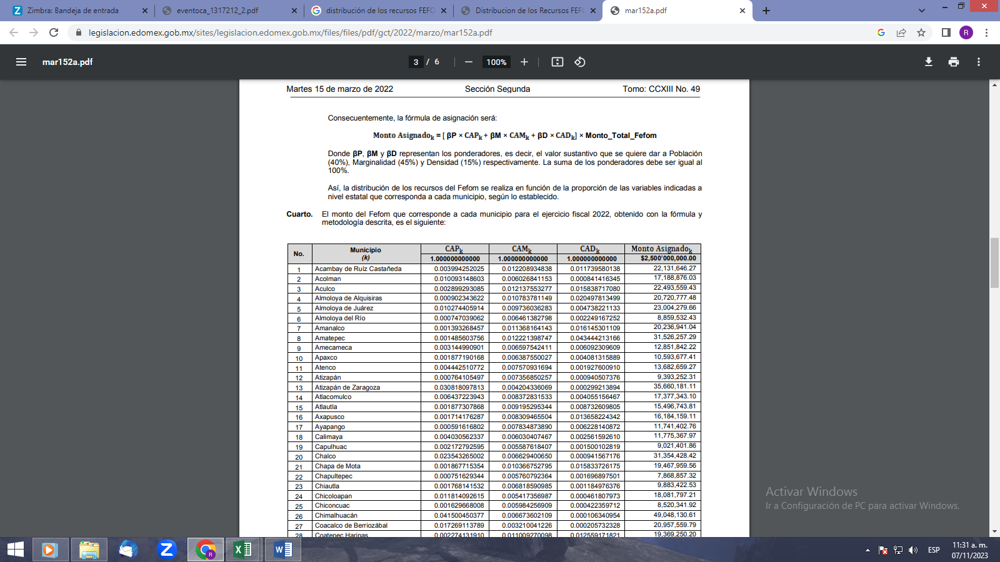 Zimbra: Bandeja de entrada
eventoca_1317212_2.pdf
distribución de los recursos FEFO
Distribucion de los Recursos FEF
mar152a.pdf
legislacion.edomex.gob.mx/sites/legislacion.edomex.gob.mx/files/files/pdf/gct/2022/marzo/mar152a.pdf
R
mar152a.pdf
3 / 6
100%
Martes 15 de marzo de 2022 Sección Segunda Tomo: CCXIII No. 49
Consecuentemente, la fórmula de asignación será:
Monto Asignadok = [ βP × CAPk + βM × CAMk + βD × CADk] × Monto_Total_Fefom
Donde βP, βM y βD representan los ponderadores, es decir, el valor sustantivo que se quiere dar a Población
(40%), Marginalidad (45%) y Densidad (15%) respectivamente. La suma de los ponderadores debe ser igual al
100%.
Así, la distribución de los recursos del Fefom se realiza en función de la proporción de las variables indicadas a
nivel estatal que corresponda a cada municipio, según lo establecido.
Cuarto. El monto del Fefom que corresponde a cada municipio para el ejercicio fiscal 2022, obtenido con la fórmula y
metodología descrita, es el siguiente:
No. Municipio (k) CAPk CAMk CADk Monto Asignadok
1.000000000000 1.000000000000 1.000000000000 $2,500'000,000.00
1 Acambay de Ruíz Castañeda 0.003994252025 0.012208934838 0.011739580138 22,131,646.27
2 Acolman 0.010093148603 0.006026841153 0.000841416345 17,188,876.03
3 Aculco 0.002899293085 0.012137553277 0.015838717080 22,493,559.43
4 Almoloya de Alquisiras 0.000902343622 0.010783781149 0.020497813499 20,720,777.48
5 Almoloya de Juárez 0.010274405914 0.009736036283 0.004738221133 23,004,279.66
6 Almoloya del Río 0.000747039062 0.006461382798 0.002249167252 8,859,532.43
7 Amanalco 0.001393268457 0.011368164143 0.016145301109 20,236,941.04
8 Amatepec 0.001485603756 0.012221398747 0.043444213166 31,526,257.29
9 Amecameca 0.003144990901 0.006597542411 0.006092309609 12,851,842.22
10 Apaxco 0.001877190168 0.006387550027 0.004081315889 10,593,677.41
11 Atenco 0.004442510772 0.007570931694 0.001927600910 13,682,659.27
12 Atizapán 0.000764105497 0.007356850257 0.000940507376 9,393,252.31
13 Atizapán de Zaragoza 0.030818097813 0.004204336069 0.000299213894 35,660,181.11
14 Atlacomulco 0.006437223943 0.008372831533 0.004055156467 17,377,343.10
15 Atlautla 0.001877307868 0.009195295344 0.008732609805 15,496,743.81
16 Axapusco 0.001714176287 0.008309465504 0.013658224342 16,184,159.11
17 Ayapango 0.000591616802 0.007834873890 0.006228140872 11,741,402.76
18 Calimaya 0.004030562337 0.006030407467 0.002561592610 11,775,367.97
19 Capulhuac 0.002172792595 0.005587618407 0.001500102819 9,021,401.86
20 Chalco 0.023543265002 0.006629400650 0.000941567176 31,354,428.42
21 Chapa de Mota 0.001867715354 0.010366752795 0.015833726175 19,467,959.56
22 Chapultepec 0.000751629344 0.005760792364 0.001696897501 7,868,857.32
23 Chiautla 0.001768141532 0.006818590985 0.001184976376 9,883,422.53
24 Chicoloapan 0.011814092615 0.005417356987 0.000461807973 18,081,797.21
25 Chiconcuac 0.001629668008 0.005984256909 0.000422359712 8,520,341.92
26 Chimalhuacán 0.041500450377 0.006673602109 0.000106340954 49,048,130.61
27 Coacalco de Berriozábal 0.017269113789 0.003210041226 0.000205732328 20,957,559.79
28 Coatepec Harinas 0.002274131910 0.011009270098 0.012559171821 19,369,250.20
Activar Windows
Ir a Configuración de PC para activar Windows.
ESP
11:31 a. m.
07/11/2023